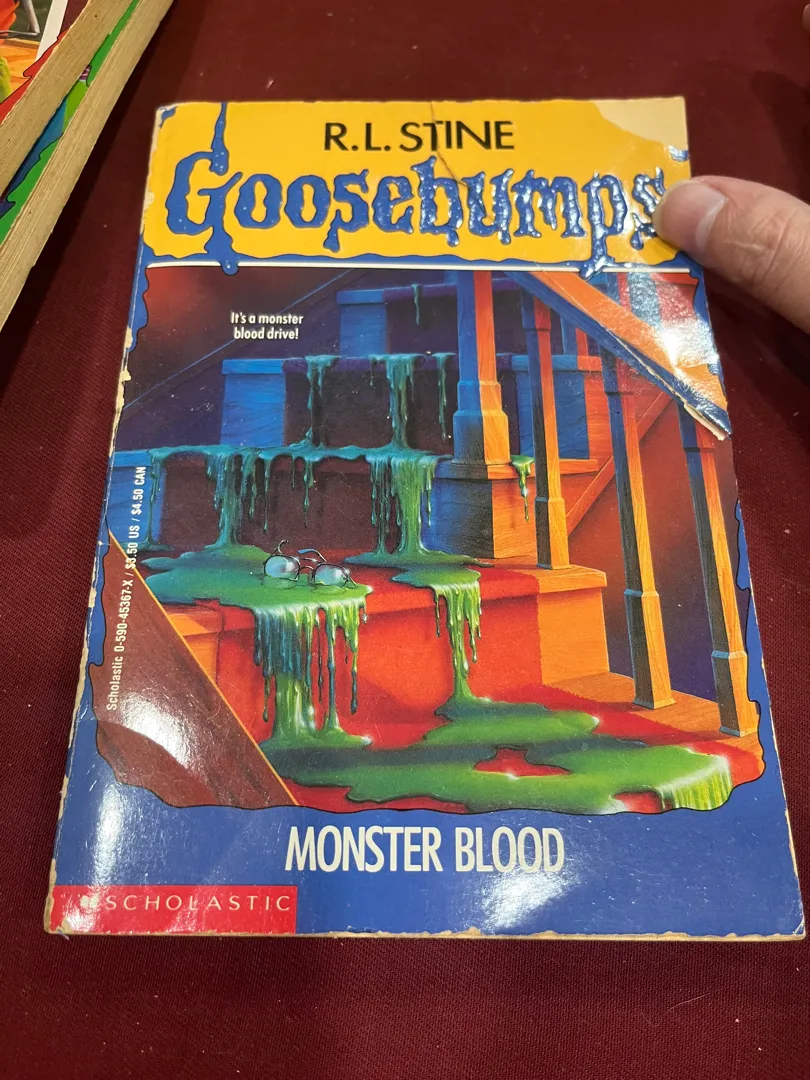 R.L. STINE
Goosebumps
It's a monster
blood drive!
Scholastic 0-590-45367-X / $3.50 US / $4.50 CAN
MONSTER BLOOD
SCHOLASTIC